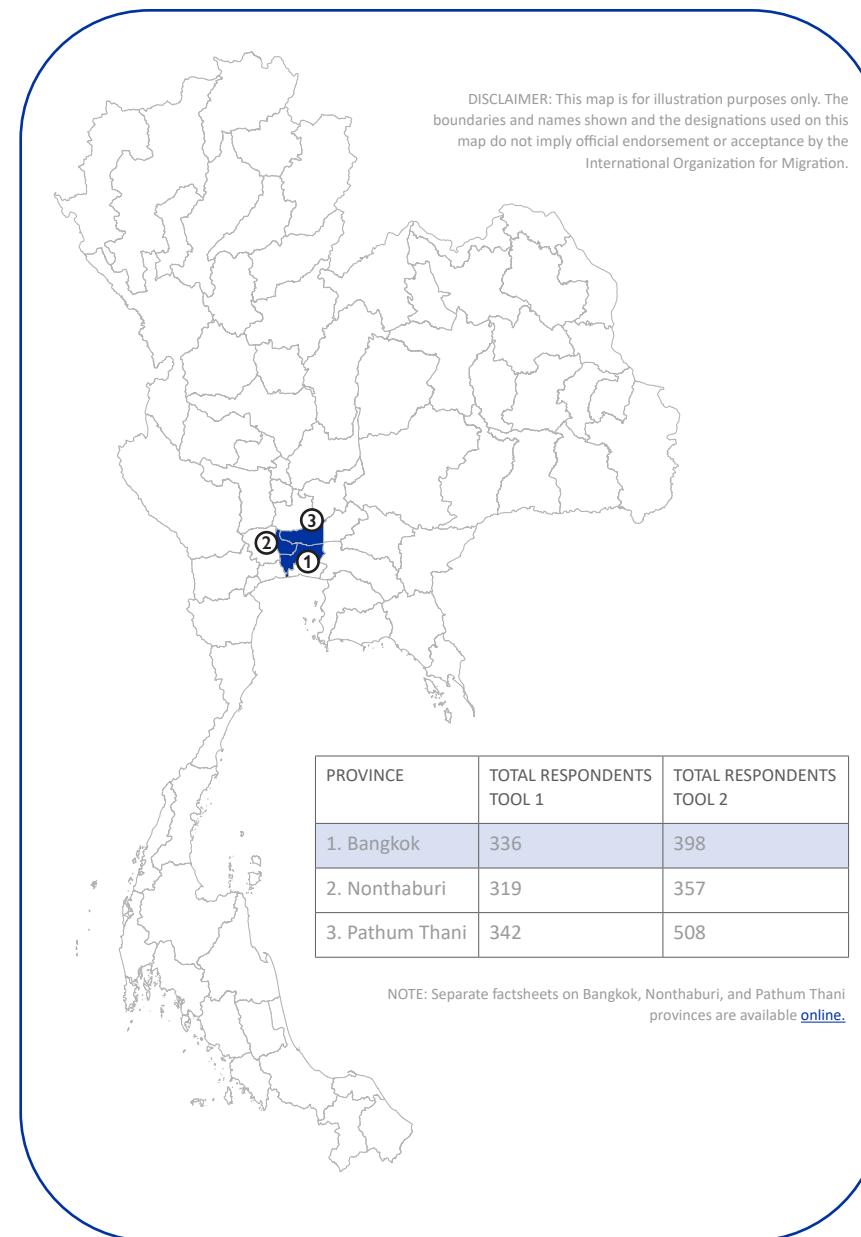 DISCLAIMER: This map is for illustration purposes only. The
boundaries and names shown and the designations used on this
map do not imply official endorsement or acceptance by the
International Organization for Migration.
3
2
1
PROVINCE TOTAL RESPONDENTS TOOL 1 TOTAL RESPONDENTS TOOL 2
1. Bangkok 336 398
2. Nonthaburi 319 357
3. Pathum Thani 342 508
NOTE: Separate factsheets on Bangkok, Nonthaburi, and Pathum Thani
provinces are available online.